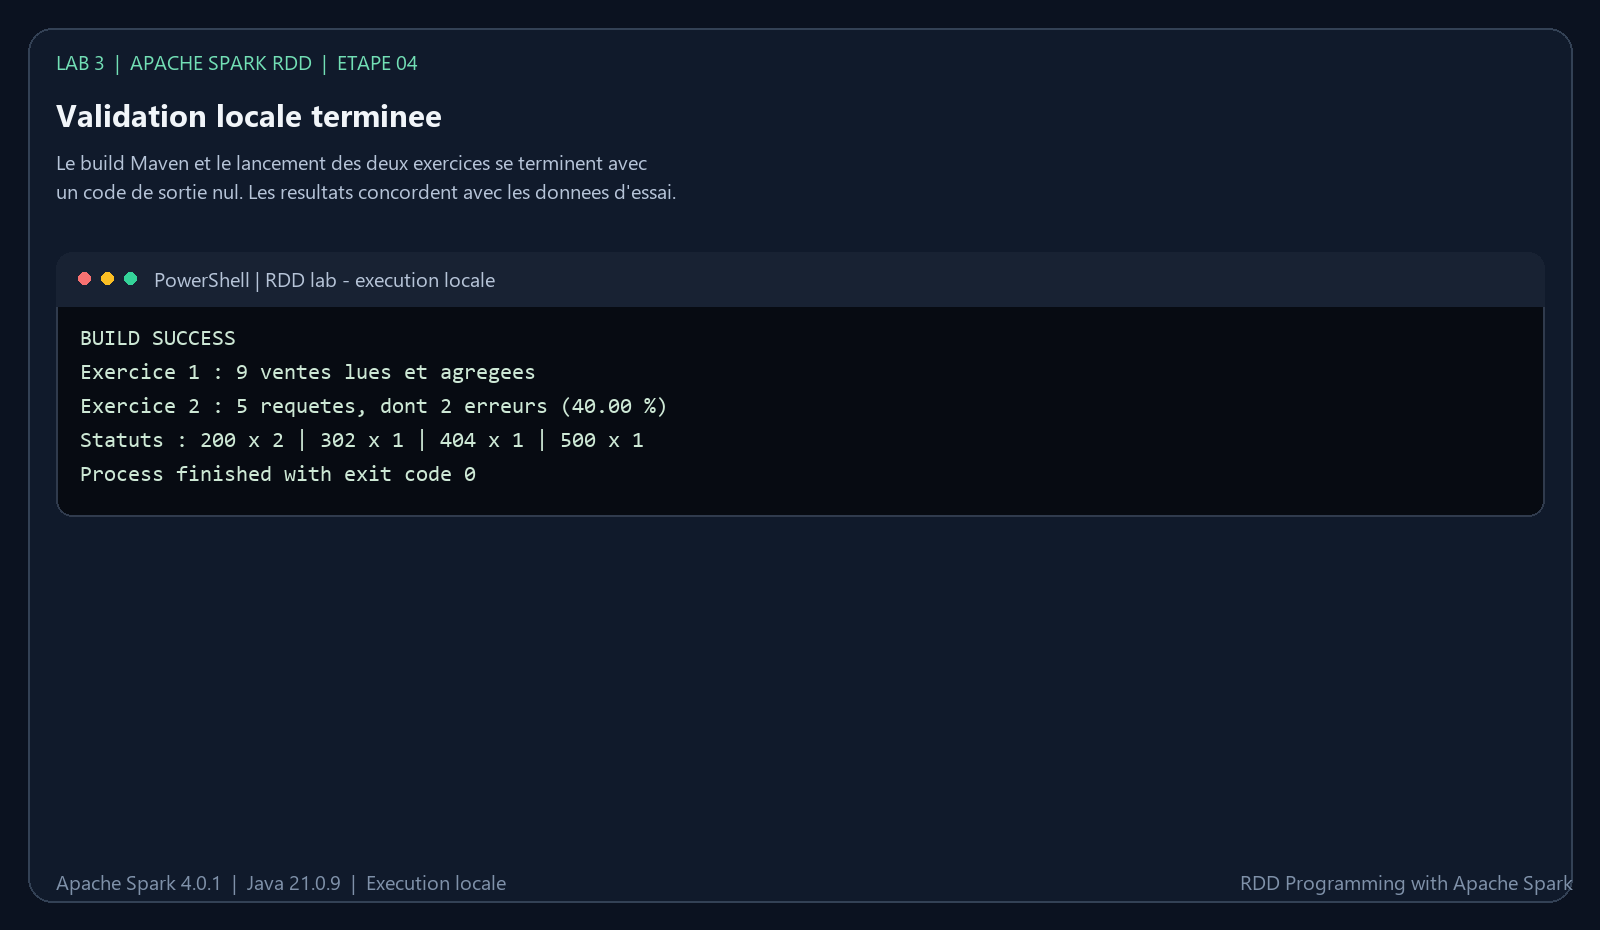 LAB 3 | APACHE SPARK RDD | ETAPE 04
Validation locale terminee
Le build Maven et le lancement des deux exercices se terminent avec
un code de sortie nul. Les resultats concordent avec les donnees d'essai.
PowerShell | RDD lab - execution locale
BUILD SUCCESS
Exercice 1 : 9 ventes lues et agregees
Exercice 2 : 5 requetes, dont 2 erreurs (40.00 %)
Statuts : 200 x 2 | 302 x 1 | 404 x 1 | 500 x 1
Process finished with exit code 0
Apache Spark 4.0.1 | Java 21.0.9 | Execution locale
RDD Programming with Apache Spark